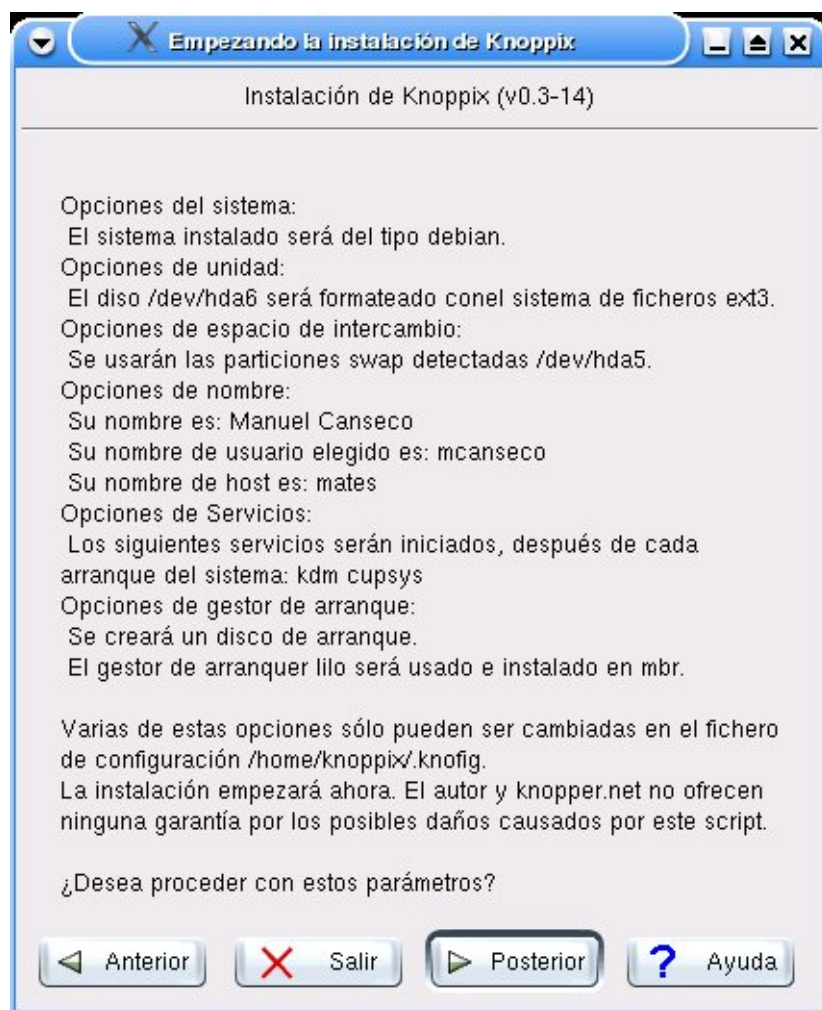 Empezando la instalación de Knoppix
Instalación de Knoppix (v0.3-14)
Opciones del sistema:
El sistema instalado será del tipo debian.
Opciones de unidad:
El diso /dev/hda6 será formateado conel sistema de ficheros ext3.
Opciones de espacio de intercambio:
Se usarán las particiones swap detectadas /dev/hda5.
Opciones de nombre:
Su nombre es: Manuel Canseco
Su nombre de usuario elegido es: mcanseco
Su nombre de host es: mates
Opciones de Servicios:
Los siguientes servicios serán iniciados, después de cada
arranque del sistema: kdm cupsys
Opciones de gestor de arranque:
Se creará un disco de arranque.
El gestor de arranquer lilo será usado e instalado en mbr.
Varias de estas opciones sólo pueden ser cambiadas en el fichero
de configuración /home/knoppix/.knofig.
La instalación empezará ahora. El autor y knopper.net no ofrecen
ninguna garantía por los posibles daños causados por este script.
¿Desea proceder con estos parámetros?
Anterior Salir Posterior ? Ayuda